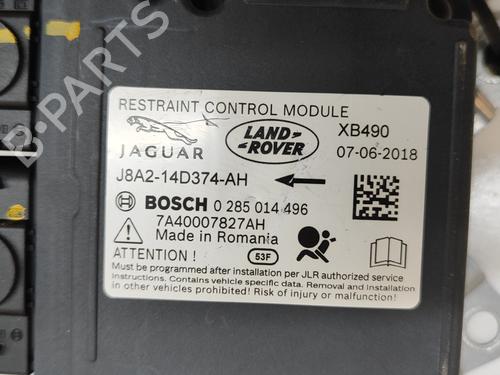 B-PARTS
RESTRAINT CONTROL MODULE
JAGUAR
LAND-
ROVER
XB490
07-06-2018
J8A2-14D374-AH
BOSCH 0 285 014 496
7A40007827AH
Made in Romania
ATTENTION !
53F
Must be programmed after installation per JLR authorized service
Instructions. Contains vehicle specific data. Removal and Installation
in other vehicles prohibited! Risk of injury or malfunction!